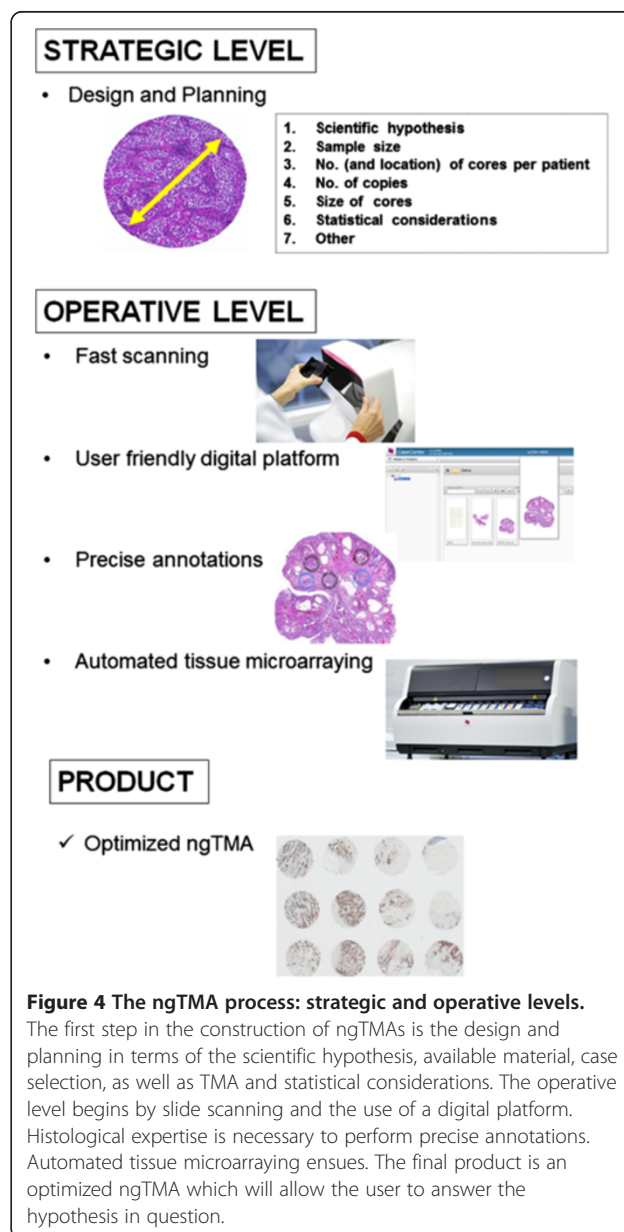 STRATEGIC LEVEL
• Design and Planning
1. Scientific hypothesis
2. Sample size
3. No. (and location) of cores per patient
4. No. of copies
5. Size of cores
6. Statistical considerations
7. Other
OPERATIVE LEVEL
• Fast scanning
• User friendly digital platform
CaseCenter
• Precise annotations
• Automated tissue microarraying
PRODUCT
✓ Optimized ngTMA
Figure 4 The ngTMA process: strategic and operative levels.
The first step in the construction of ngTMAs is the design and
planning in terms of the scientific hypothesis, available material, case
selection, as well as TMA and statistical considerations. The operative
level begins by slide scanning and the use of a digital platform.
Histological expertise is necessary to perform precise annotations.
Automated tissue microarraying ensues. The final product is an
optimized ngTMA which will allow the user to answer the
hypothesis in question.